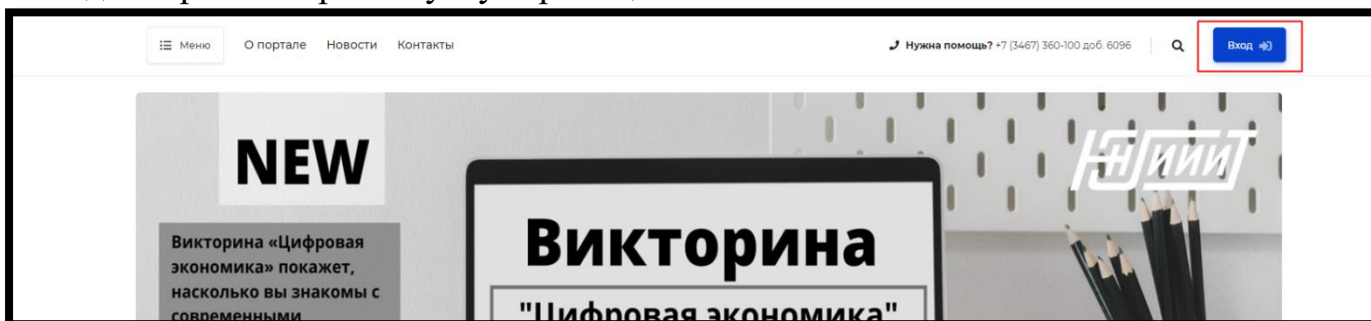 Меню О портале Новости Контакты Нужна помощь? +7 (3467) 360-100 доб. 6096 Вход
NEW
Викторина «Цифровая
экономика» покажет,
насколько вы знакомы с
современными
Викторина
"Цифровая экономика"